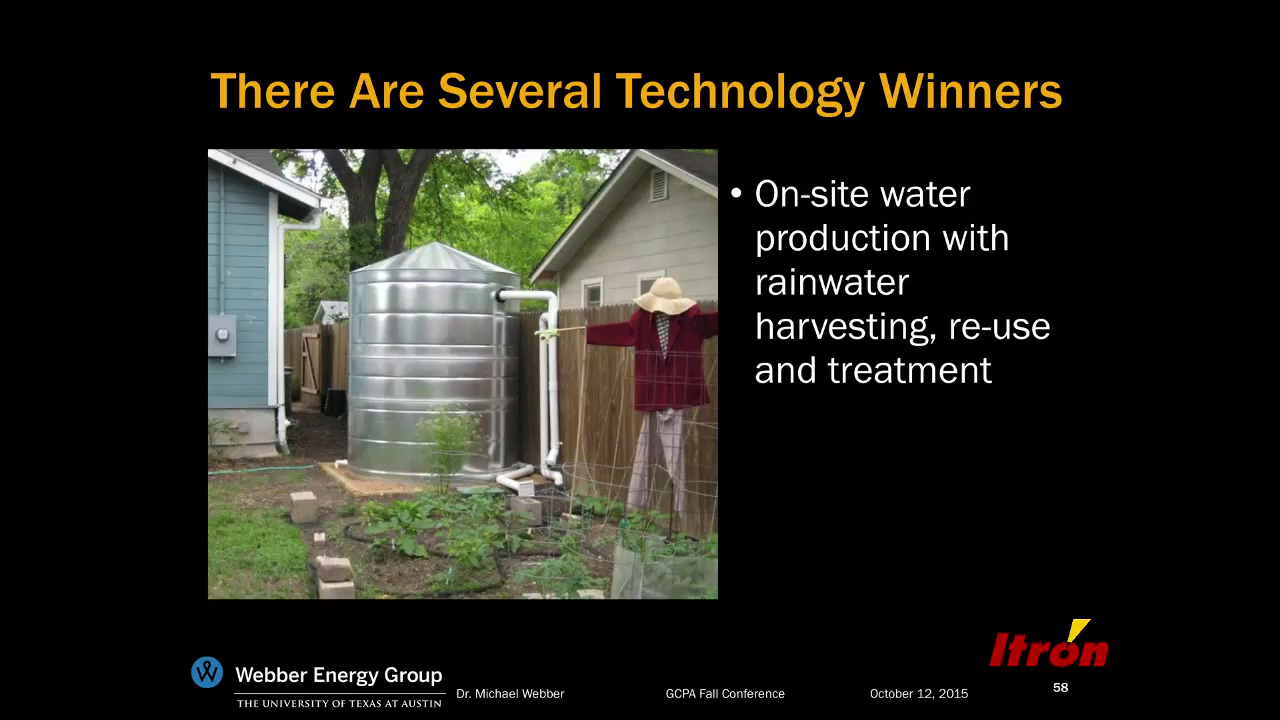 There Are Several Technology Winners
• On-site water
production with
rainwater
harvesting, re-use
and treatment
Itron
Webber Energy Group
THE UNIVERSITY OF TEXAS AT AUSTIN
Dr. Michael Webber
GCPA Fall Conference
October 12, 2015
58